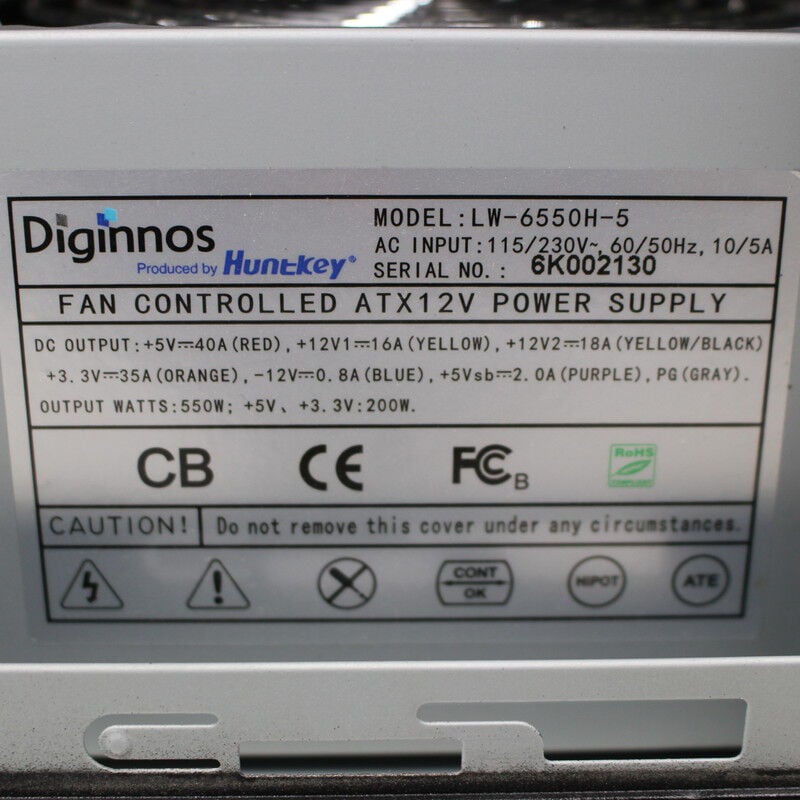 Diginnos
Produced by Huntkey®
MODEL:LW-6550H-5
AC INPUT:115/230V~, 60/50Hz, 10/5A
SERIAL NO.: 6K002130
FAN CONTROLLED ATX12V POWER SUPPLY
DC OUTPUT:+5V⎓40A(RED),+12V1⎓16A(YELLOW),+12V2⎓18A(YELLOW/BLACK)
+3.3V⎓35A(ORANGE),-12V⎓0.8A(BLUE),+5Vsb⎓2.0A(PURPLE),PG(GRAY).
OUTPUT WATTS:550W; +5V、+3.3V:200W.
CB CE FC B RoHS
COMPLIANT
CAUTION! Do not remove this cover under any circumstances.
CONT
OK
HiPOT
ATE